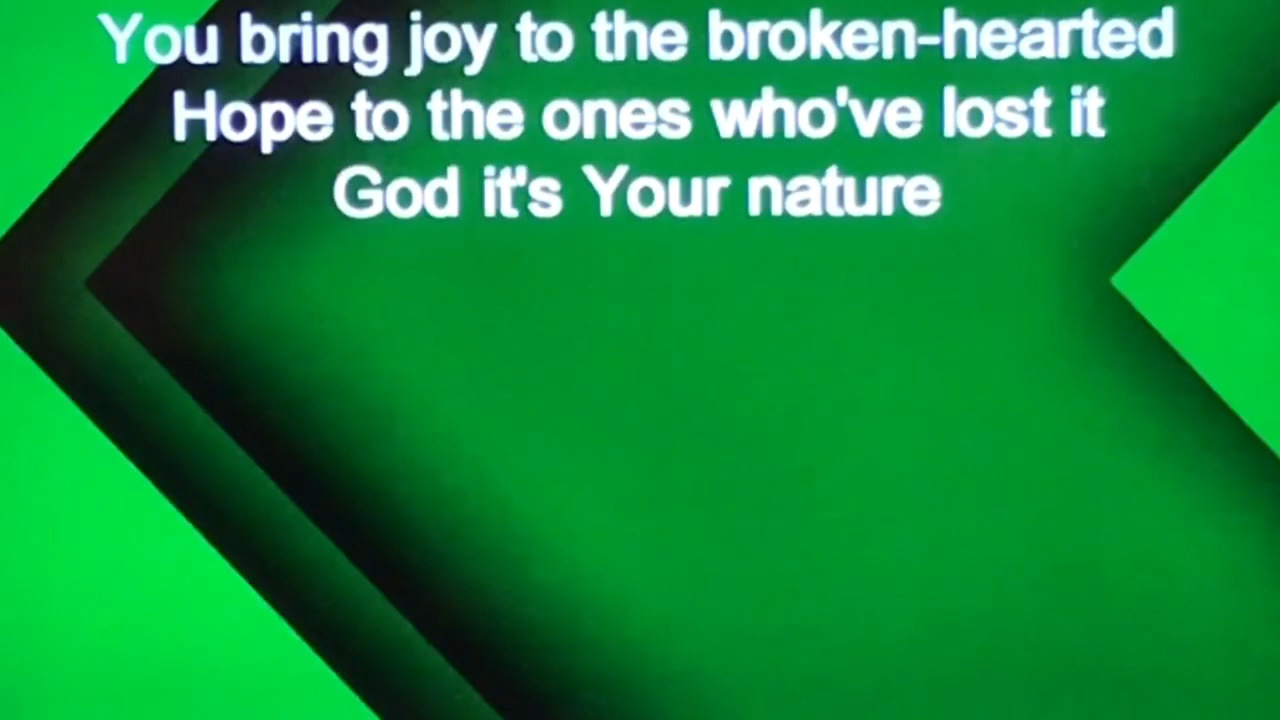 You bring joy to the broken-hearted
Hope to the ones who've lost it
God it's Your nature